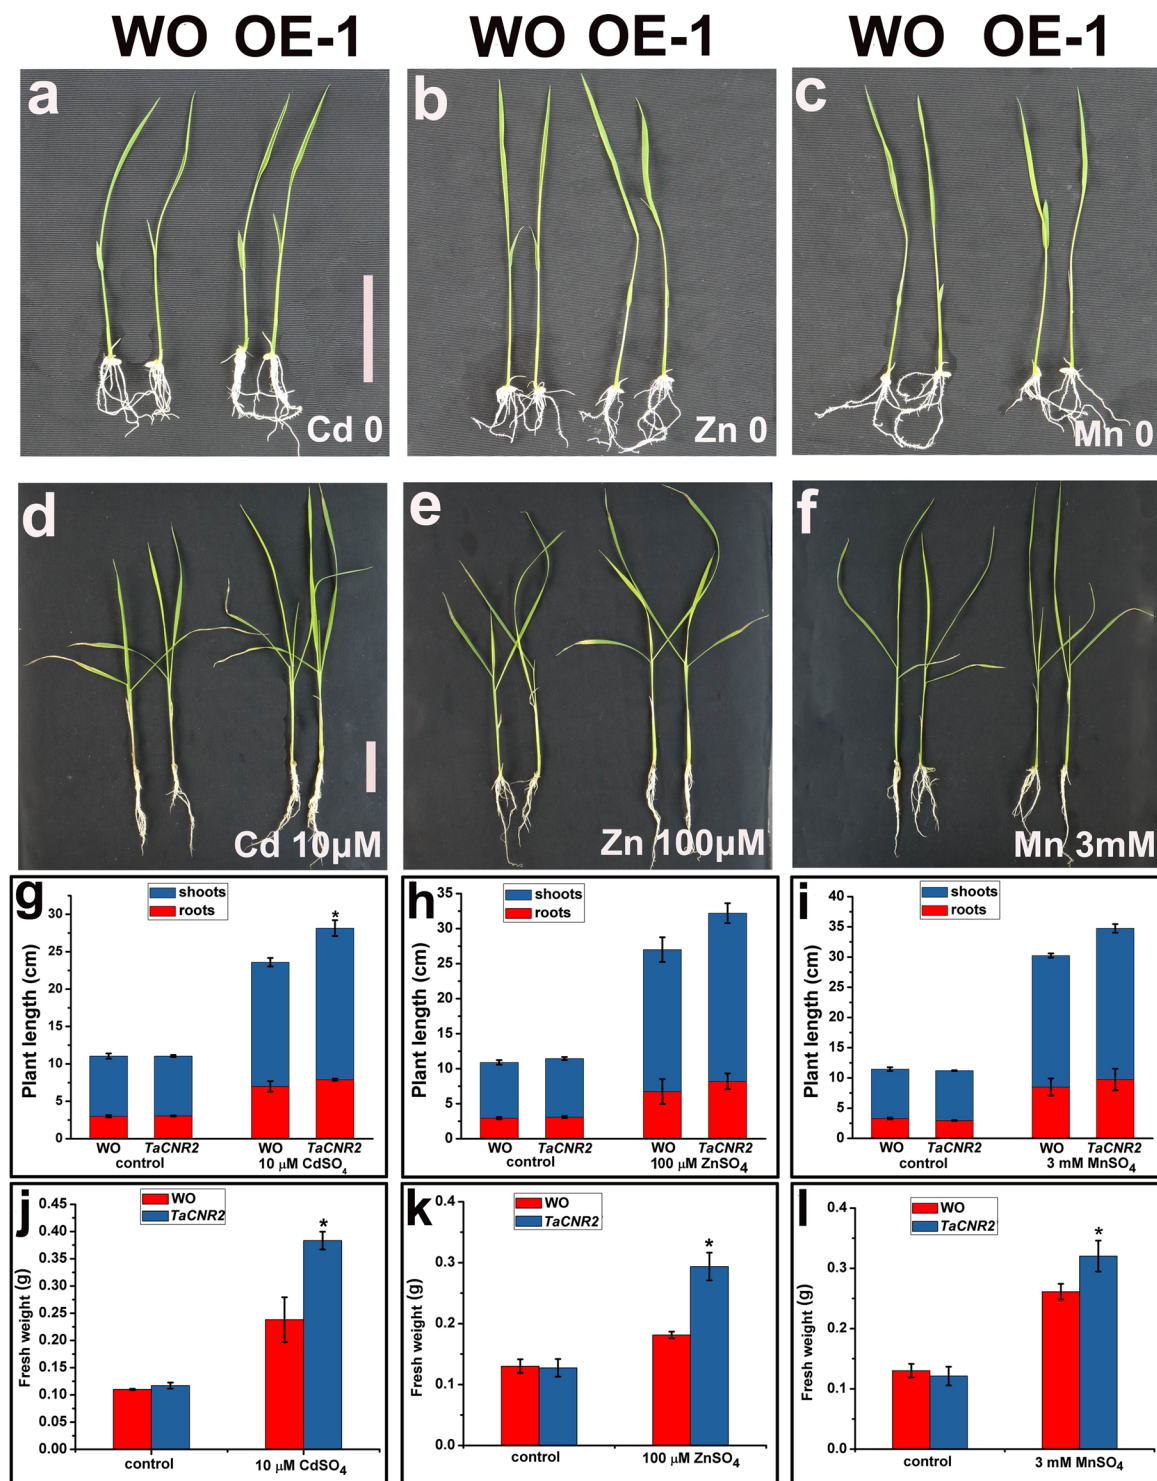 WO OE-1 WO OE-1 WO OE-1
a b c
Cd 0 Zn 0 Mn 0
d e f
Cd 10µM Zn 100µM Mn 3mM
g
shoots
roots
*
Plant length (cm)
30
25
20
15
10
5
0
WO TaCNR2 WO TaCNR2
control 10 µM CdSO4
h
shoots
roots
Plant length (cm)
35
30
25
20
15
10
5
0
WO TaCNR2 WO TaCNR2
control 100 µM ZnSO4
i
shoots
roots
Plant length (cm)
40
35
30
25
20
15
10
5
0
WO TaCNR2 WO TaCNR2
control 3 mM MnSO4
j
WO
TaCNR2
*
Fresh weight (g)
0.45
0.40
0.35
0.30
0.25
0.20
0.15
0.10
0.05
0.00
control 10 µM CdSO4
k
WO
TaCNR2
*
Fresh weight (g)
0.4
0.3
0.2
0.1
0.0
control 100 µM ZnSO4
l
WO
TaCNR2
*
Fresh weight (g)
0.4
0.3
0.2
0.1
0.0
control 3 mM MnSO4